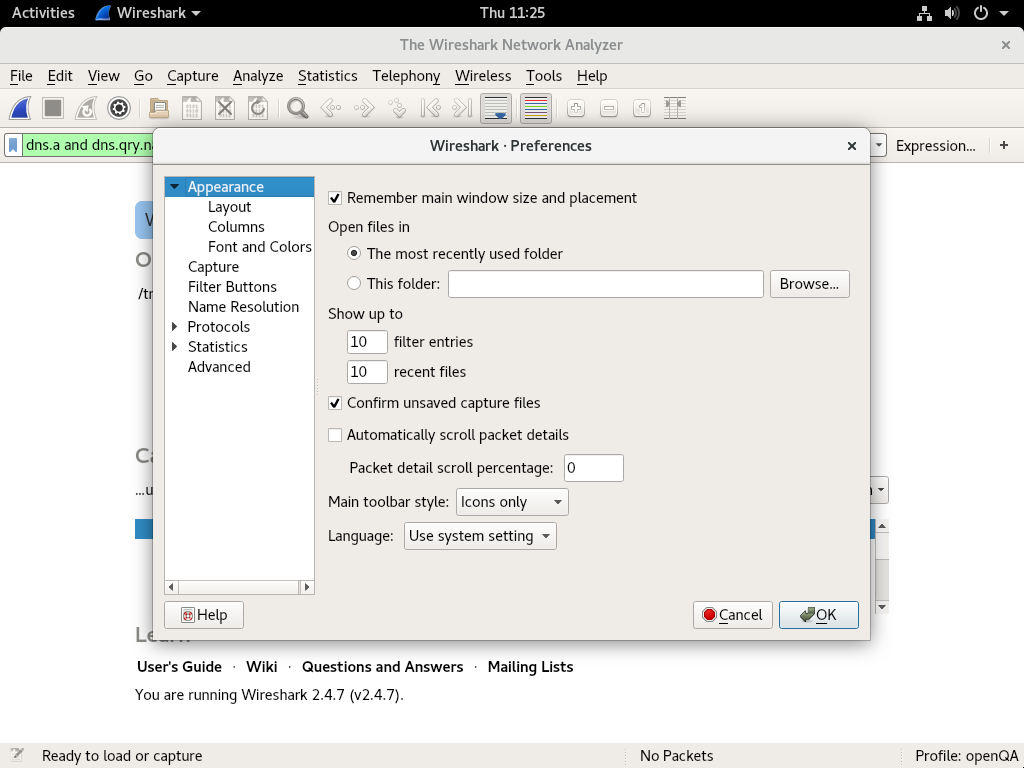 Activities Wireshark Thu 11:25
The Wireshark Network Analyzer
File Edit View Go Capture Analyze Statistics Telephony Wireless Tools Help
dns.a and dns.qry.na Expression… +
Wireshark · Preferences
Appearance
Layout
Columns
Font and Colors
Capture
Filter Buttons
Name Resolution
Protocols
Statistics
Advanced
Remember main window size and placement
Open files in
The most recently used folder
This folder: Browse...
Show up to
10 filter entries
10 recent files
Confirm unsaved capture files
Automatically scroll packet details
Packet detail scroll percentage: 0
Main toolbar style: Icons only
Language: Use system setting
Help Cancel OK
Learn
User's Guide · Wiki · Questions and Answers · Mailing Lists
You are running Wireshark 2.4.7 (v2.4.7).
Ready to load or capture No Packets Profile: openQA